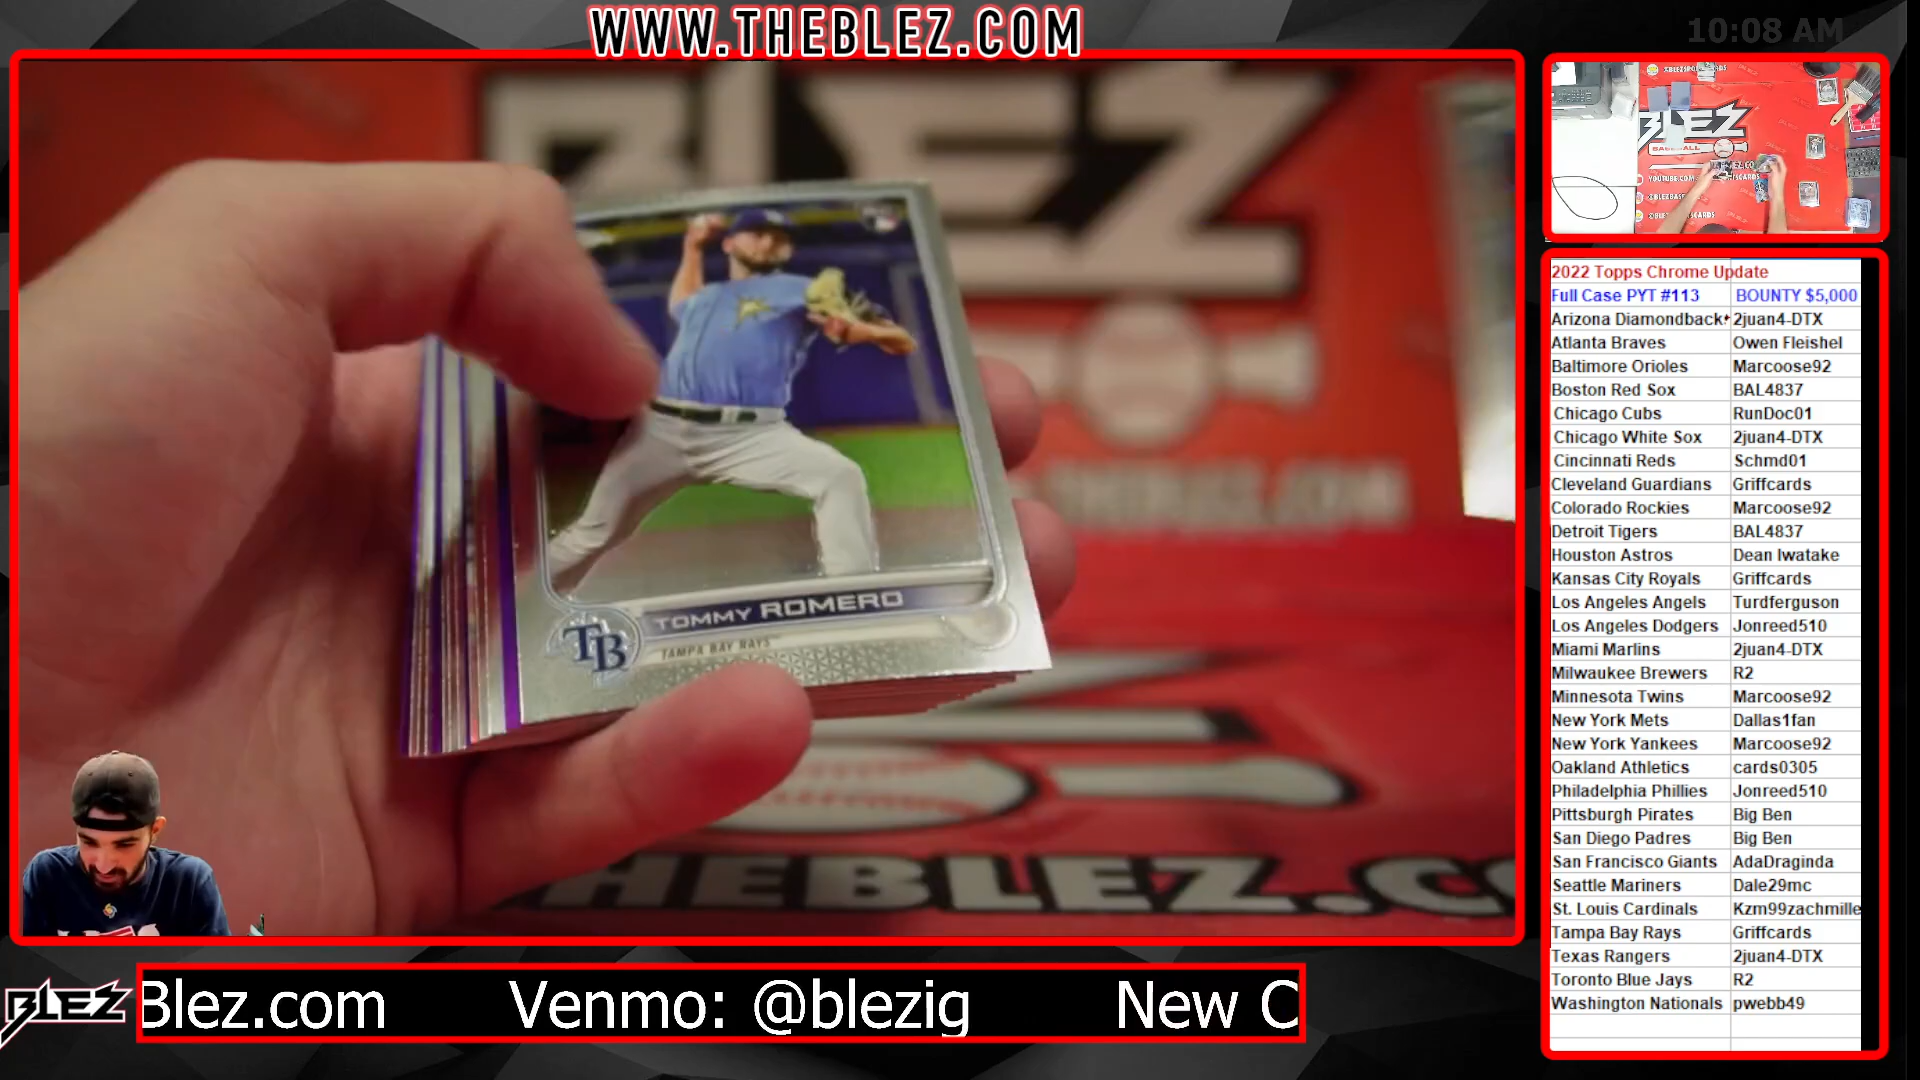 WWW.THEBLEZ.COM
10:08 AM
BLEZ
TOMMY ROMERO
TB
TAMPA BAY RAYS
THEBLEZ.CO
BLEZ
BASEBALL
2022 Topps Chrome Update
Full Case PYT #113 BOUNTY $5,000
Arizona Diamondback 2juan4-DTX
Atlanta Braves Owen Fleishel
Baltimore Orioles Marcoose92
Boston Red Sox BAL4837
Chicago Cubs RunDoc01
Chicago White Sox 2juan4-DTX
Cincinnati Reds Schmd01
Cleveland Guardians Griffcards
Colorado Rockies Marcoose92
Detroit Tigers BAL4837
Houston Astros Dean Iwatake
Kansas City Royals Griffcards
Los Angeles Angels Turdferguson
Los Angeles Dodgers Jonreed510
Miami Marlins 2juan4-DTX
Milwaukee Brewers R2
Minnesota Twins Marcoose92
New York Mets Dallas1fan
New York Yankees Marcoose92
Oakland Athletics cards0305
Philadelphia Phillies Jonreed510
Pittsburgh Pirates Big Ben
San Diego Padres Big Ben
San Francisco Giants AdaDraginda
Seattle Mariners Dale29mc
St. Louis Cardinals Kzm99zachmille
Tampa Bay Rays Griffcards
Texas Rangers 2juan4-DTX
Toronto Blue Jays R2
Washington Nationals pwebb49
BLEZ
Blez.com Venmo: @blezig New C